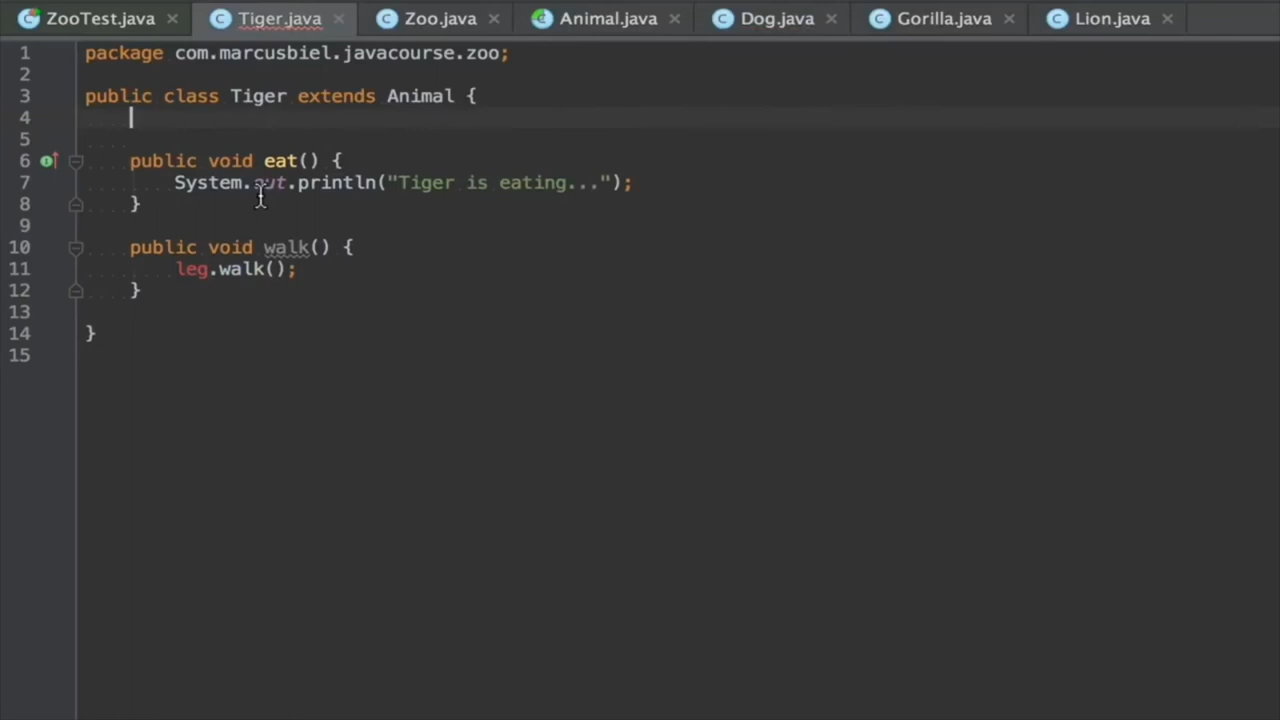 ZooTest.java Tiger.java Zoo.java Animal.java Dog.java Gorilla.java Lion.java
1 package com.marcusbiel.javacourse.zoo;
2
3 public class Tiger extends Animal {
4
5
6 public void eat() {
7 System.out.println("Tiger is eating...");
8 }
9
10 public void walk() {
11 leg.walk();
12 }
13
14 }
15